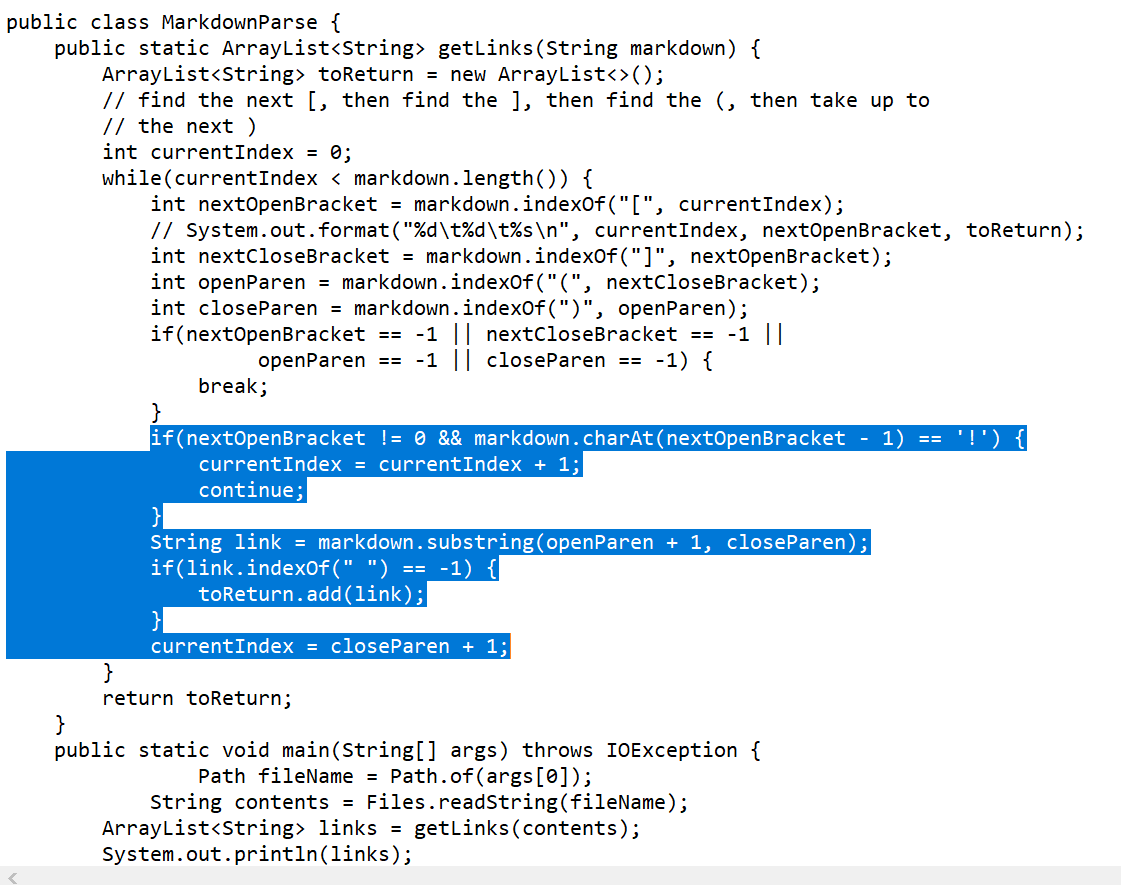 public class MarkdownParse {
    public static ArrayList<String> getLinks(String markdown) {
        ArrayList<String> toReturn = new ArrayList<>();
        // find the next [, then find the ], then find the (, then take up to
        // the next )
        int currentIndex = 0;
        while(currentIndex < markdown.length()) {
            int nextOpenBracket = markdown.indexOf("[", currentIndex);
            // System.out.format("%d\t%d\t%s\n", currentIndex, nextOpenBracket, toReturn);
            int nextCloseBracket = markdown.indexOf("]", nextOpenBracket);
            int openParen = markdown.indexOf("(", nextCloseBracket);
            int closeParen = markdown.indexOf(")", openParen);
            if(nextOpenBracket == -1 || nextCloseBracket == -1 ||
                     openParen == -1 || closeParen == -1) {
                break;
            }
            if(nextOpenBracket != 0 && markdown.charAt(nextOpenBracket - 1) == '!') {
                currentIndex = currentIndex + 1;
                continue;
            }
            String link = markdown.substring(openParen + 1, closeParen);
            if(link.indexOf(" ") == -1) {
                toReturn.add(link);
            }
            currentIndex = closeParen + 1;
        }
        return toReturn;
    }
    public static void main(String[] args) throws IOException {
                Path fileName = Path.of(args[0]);
            String contents = Files.readString(fileName);
        ArrayList<String> links = getLinks(contents);
        System.out.println(links);